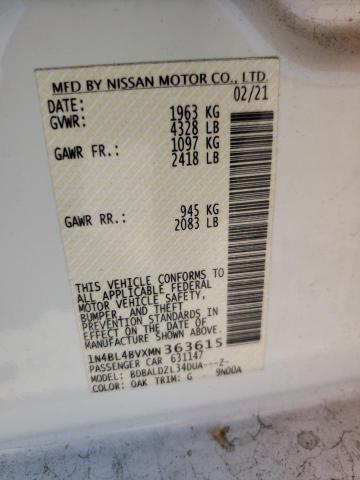 MFD BY NISSAN MOTOR CO., LTD.
DATE: 02/21
GVWR: 1963 KG
4328 LB
GAWR FR.: 1097 KG
2418 LB
GAWR RR.: 945 KG
2083 LB
THIS VEHICLE CONFORMS TO
ALL APPLICABLE FEDERAL
MOTOR VEHICLE SAFETY,
BUMPER, AND THEFT
PREVENTION STANDARDS IN
EFFECT ON THE DATE OF
MANUFACTURE SHOWN ABOVE.
1N4BL4BVXMN363615
PASSENGER CAR 631147
MODEL: BDBALDZL34DUA---Z-
COLOR: QAK TRIM: G 9N00A